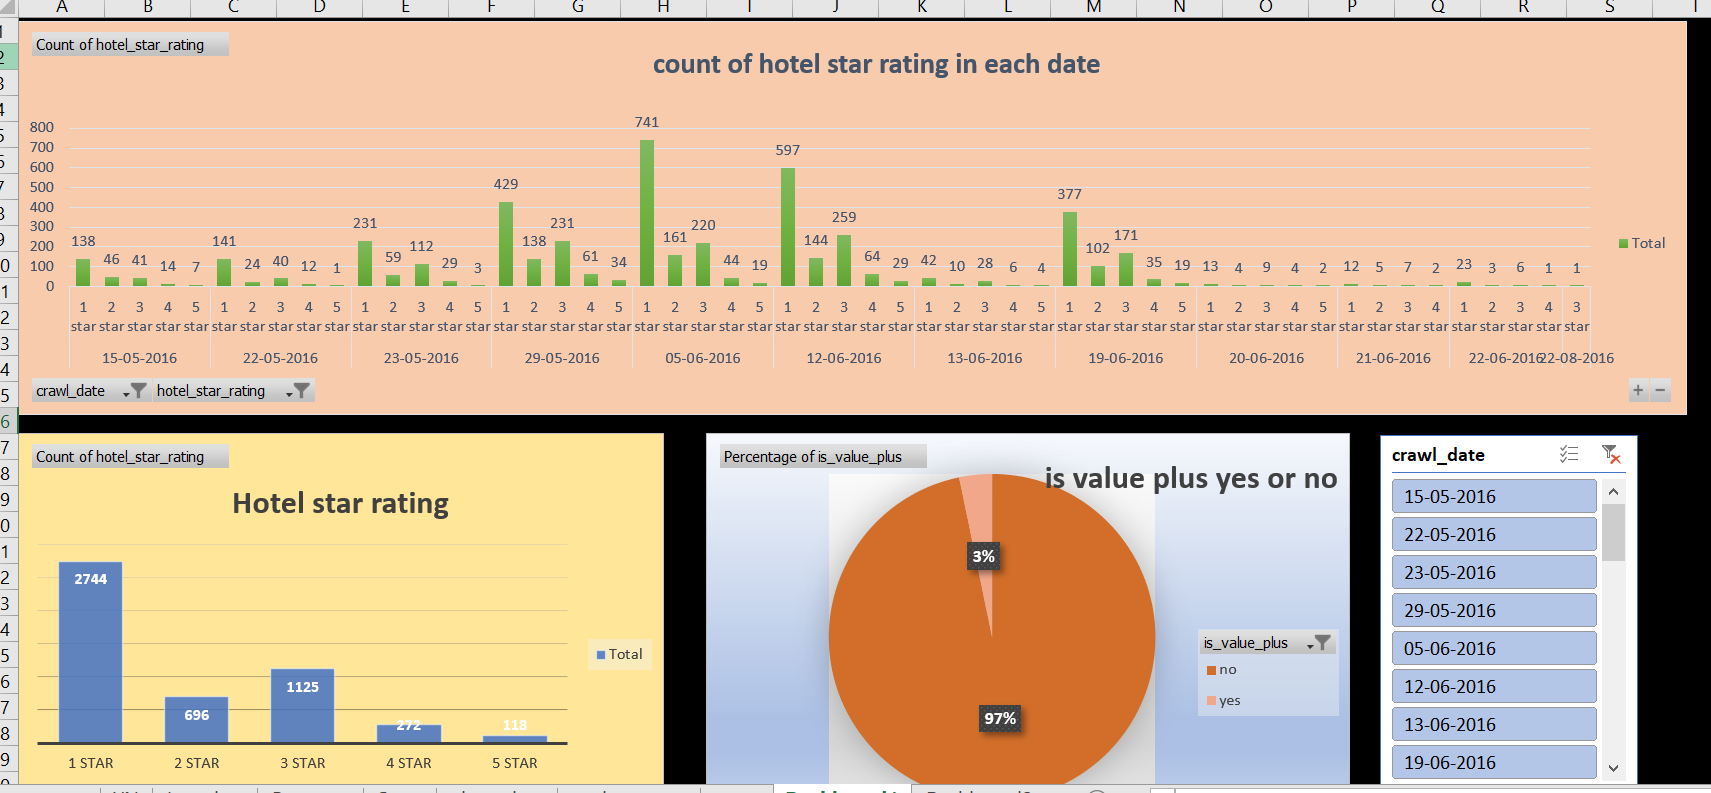 A B C D E F G H I J K L M N O P Q R S T
Count of hotel_star_rating
count of hotel star rating in each date
800
700
600
500
400
300
200
100
0
138 46 41 14 7 141 24 40 12 1 231 59 112 29 3 429 138 231 61 34 741 161 220 44 19 597 144 259 64 29 42 10 28 6 4 377 102 171 35 19 13 4 9 4 2 12 5 7 2 23 3 6 1 1
Total
1 2 3 4 5 1 2 3 4 5 1 2 3 4 5 1 2 3 4 5 1 2 3 4 5 1 2 3 4 5 1 2 3 4 5 1 2 3 4 5 1 2 3 4 5 1 2 3 4 1 2 3 4 3
star star star star star star star star star star star star star star star star star star star star star star star star star star star star star star star star star star star star star star star star star star star star star star star star star star star star star star
15-05-2016 22-05-2016 23-05-2016 29-05-2016 05-06-2016 12-06-2016 13-06-2016 19-06-2016 20-06-2016 21-06-2016 22-06-2016 22-08-2016
crawl_date hotel_star_rating + −
Count of hotel_star_rating
Hotel star rating
2744
696
1125
272
118
Total
1 STAR 2 STAR 3 STAR 4 STAR 5 STAR
Percentage of is_value_plus
is value plus yes or no
3%
97%
is_value_plus
no
yes
crawl_date
15-05-2016
22-05-2016
23-05-2016
29-05-2016
05-06-2016
12-06-2016
13-06-2016
19-06-2016